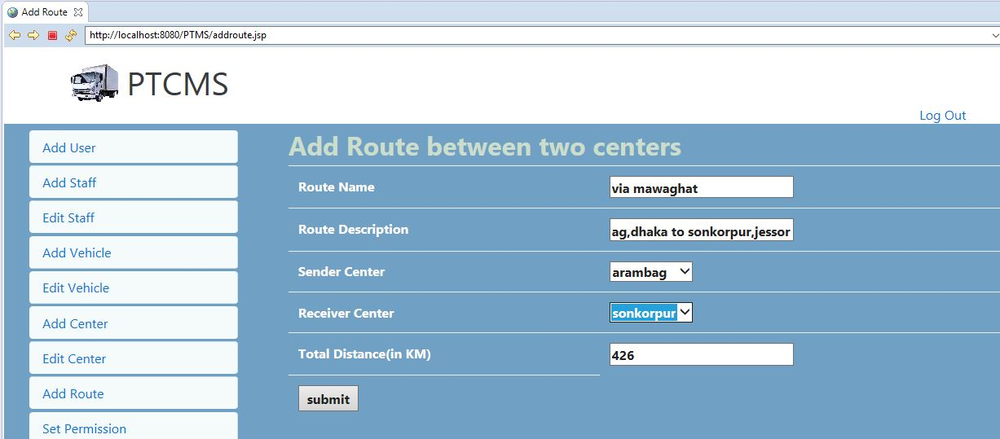 Add Route
http://localhost:8080/PTMS/addroute.jsp
PTCMS
Log Out
Add User
Add Staff
Edit Staff
Add Vehicle
Edit Vehicle
Add Center
Edit Center
Add Route
Set Permission
Add Route between two centers
Route Name via mawaghat
Route Description ag,dhaka to sonkorpur,jessor
Sender Center arambag
Receiver Center sonkorpur
Total Distance(in KM) 426
submit